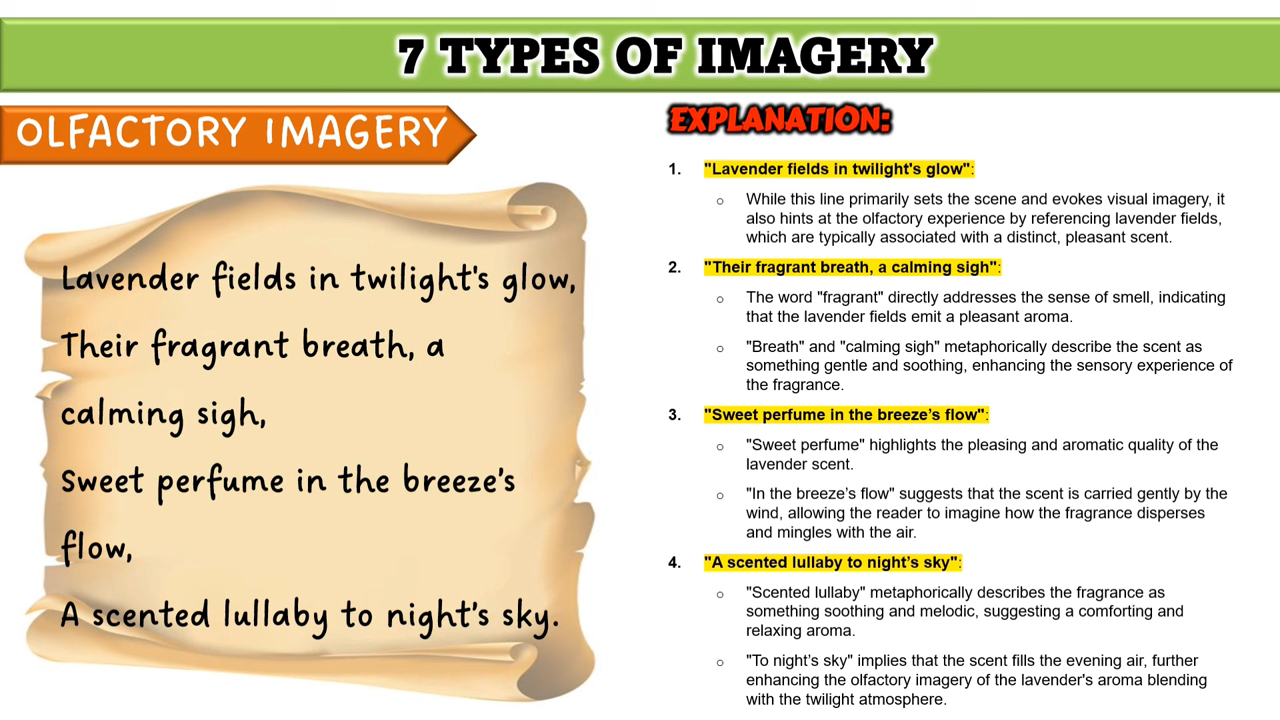 7 TYPES OF IMAGERY
OLFACTORY IMAGERY
Lavender fields in twilight's glow,
Their fragrant breath, a
calming sigh,
Sweet perfume in the breeze's
flow,
A scented lullaby to night's sky.
EXPLANATION:
1. "Lavender fields in twilight's glow":
o While this line primarily sets the scene and evokes visual imagery, it
also hints at the olfactory experience by referencing lavender fields,
which are typically associated with a distinct, pleasant scent.
2. "Their fragrant breath, a calming sigh":
o The word "fragrant" directly addresses the sense of smell, indicating
that the lavender fields emit a pleasant aroma.
o "Breath" and "calming sigh" metaphorically describe the scent as
something gentle and soothing, enhancing the sensory experience of
the fragrance.
3. "Sweet perfume in the breeze’s flow":
o "Sweet perfume" highlights the pleasing and aromatic quality of the
lavender scent.
o "In the breeze’s flow" suggests that the scent is carried gently by the
wind, allowing the reader to imagine how the fragrance disperses
and mingles with the air.
4. "A scented lullaby to night’s sky":
o "Scented lullaby" metaphorically describes the fragrance as
something soothing and melodic, suggesting a comforting and
relaxing aroma.
o "To night’s sky" implies that the scent fills the evening air, further
enhancing the olfactory imagery of the lavender's aroma blending
with the twilight atmosphere.